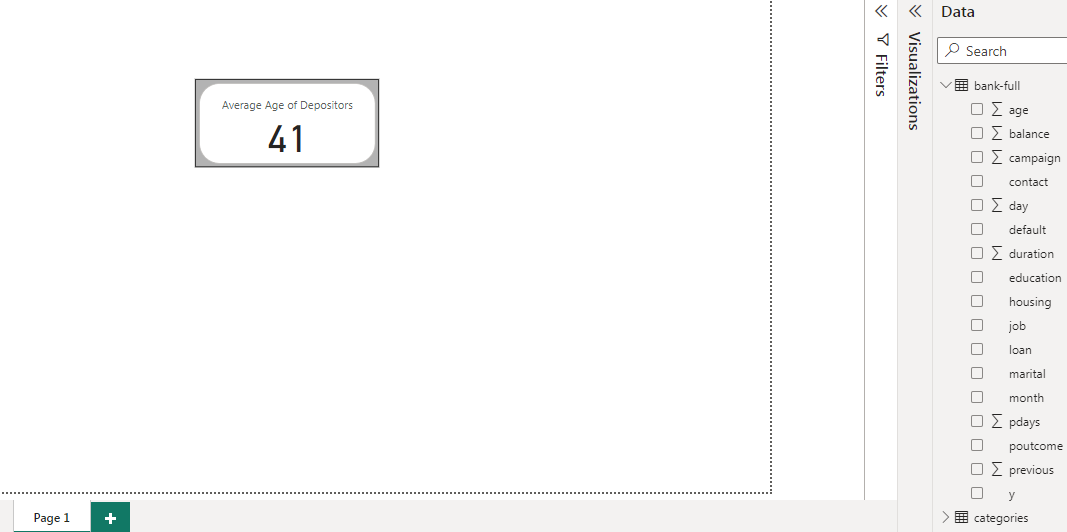 Average Age of Depositors
41
Page 1
Filters
Visualizations
Data
Search
bank-full
age
balance
campaign
contact
day
default
duration
education
housing
job
loan
marital
month
pdays
poutcome
previous
y
categories